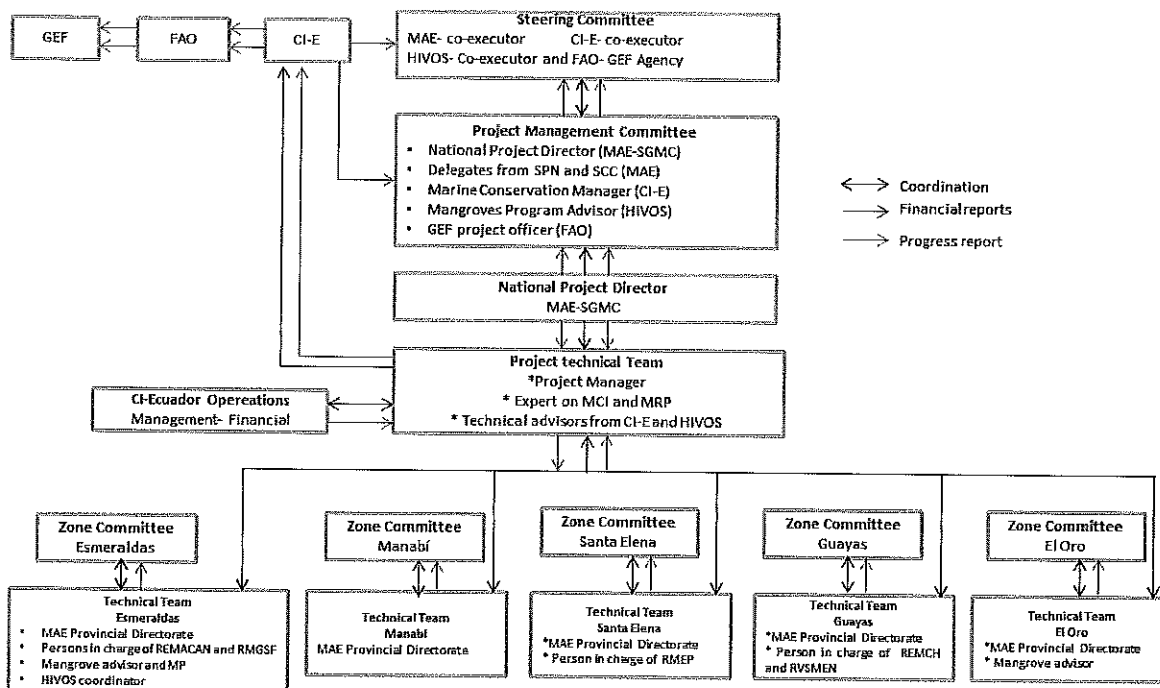 GEF
FAO
CI-E
Steering Committee
MAE- co-executor CI-E- co-executor
HIVOS- Co-executor and FAO- GEF Agency
Project Management Committee
• National Project Director (MAE-SGMC)
• Delegates from SPN and SCC (MAE)
• Marine Conservation Manager (CI-E)
• Mangroves Program Advisor (HIVOS)
• GEF project officer (FAO)
Coordination
Financial reports
Progress report
National Project Director
MAE-SGMC
Project technical Team
*Project Manager
* Expert on MCI and MRP
* Technical advisors from CI-E and HIVOS
CI-Ecuador Opereations
Management- Financial
Zone Committee
Esmeraldas
Zone Committee
Manabí
Zone Committee
Santa Elena
Zone Committee
Guayas
Zone Committee
El Oro
Technical Team
Esmeraldas
• MAE Provincial Directorate
• Persons in charge of REMACAN and RMGSF
• Mangrove advisor and MP
• HIVOS coordinator
Technical Team
Manabí
MAE Provincial Directorate
Technical Team
Santa Elena
*MAE Provincial Directorate
* Person in charge of RMEP
Technical Team
Guayas
*MAE Provincial Directorate
* Person in charge of REMCH
and RVSMEN
Technical Team
El Oro
*MAE Provincial Directorate
* Mangrove advisor